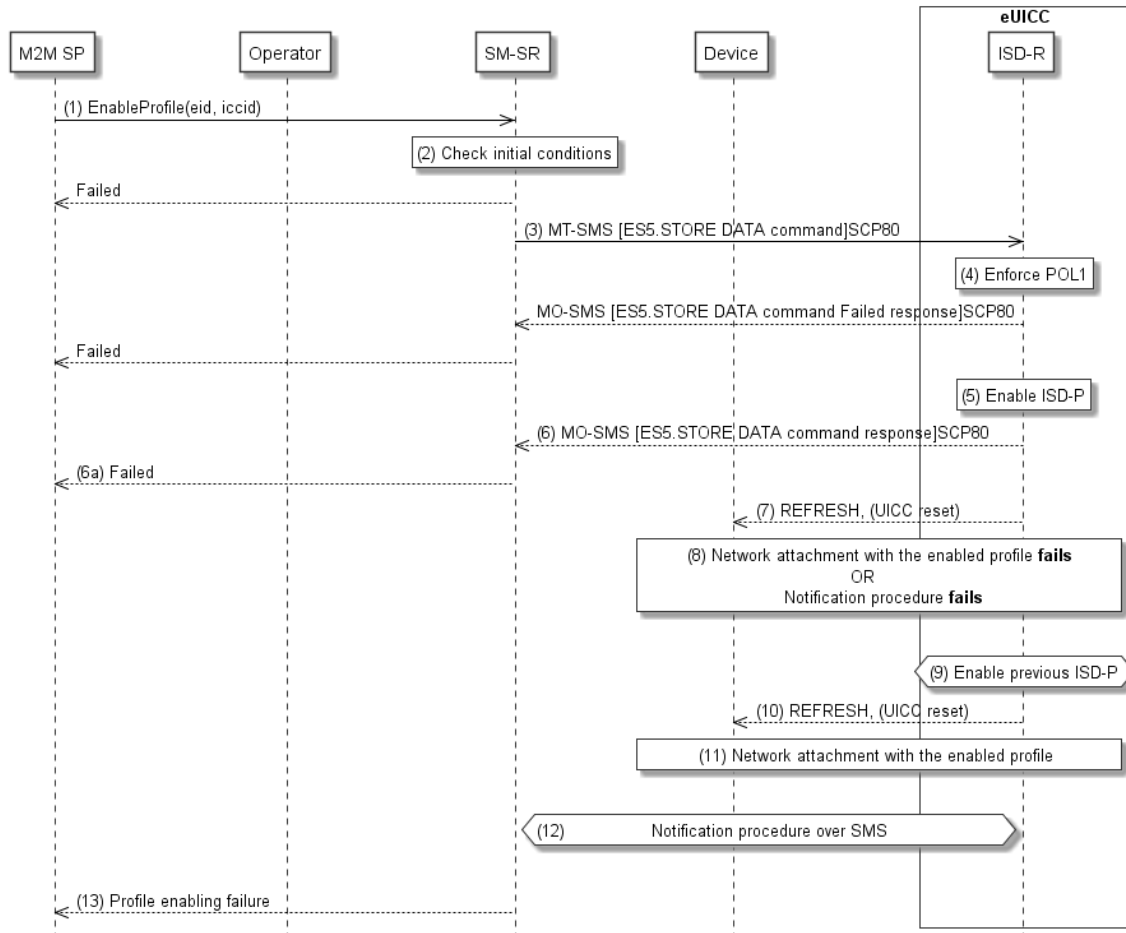 eUICC
M2M SP
Operator
SM-SR
Device
ISD-R
(1) EnableProfile(eid, iccid)
(2) Check initial conditions
Failed
(3) MT-SMS [ES5.STORE DATA command]SCP80
(4) Enforce POL1
MO-SMS [ES5.STORE DATA command Failed response]SCP80
Failed
(5) Enable ISD-P
(6) MO-SMS [ES5.STORE DATA command response]SCP80
(6a) Failed
(7) REFRESH, (UICC reset)
(8) Network attachment with the enabled profile fails
OR
Notification procedure fails
(9) Enable previous ISD-P
(10) REFRESH, (UICC reset)
(11) Network attachment with the enabled profile
(12) Notification procedure over SMS
(13) Profile enabling failure